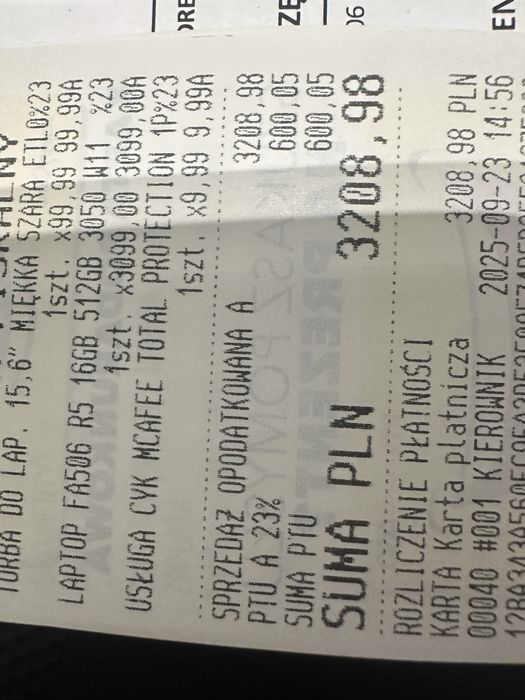 TORBA DO LAP. 15,6" MIĘKKA SZARA ETL0%23
1szt. x99,99 99,99A
LAPTOP FA506 R5 16GB 512GB 3050 W11 %23
1szt. x3099,00 3099,00A
USŁUGA CYK MCAFEE TOTAL PROTECTION 1P%23
1szt. x9,99 9,99A
SPRZEDAŻ OPODATKOWANA A 3208,98
PTU A 23% 600,05
SUMA PTU 600,05
SUMA PLN 3208,98
ROZLICZENIE PŁATNOŚCI
KARTA Karta płatnicza 3208,98 PLN
00040 #001 KIEROWNIK 2025-09-23 14:56